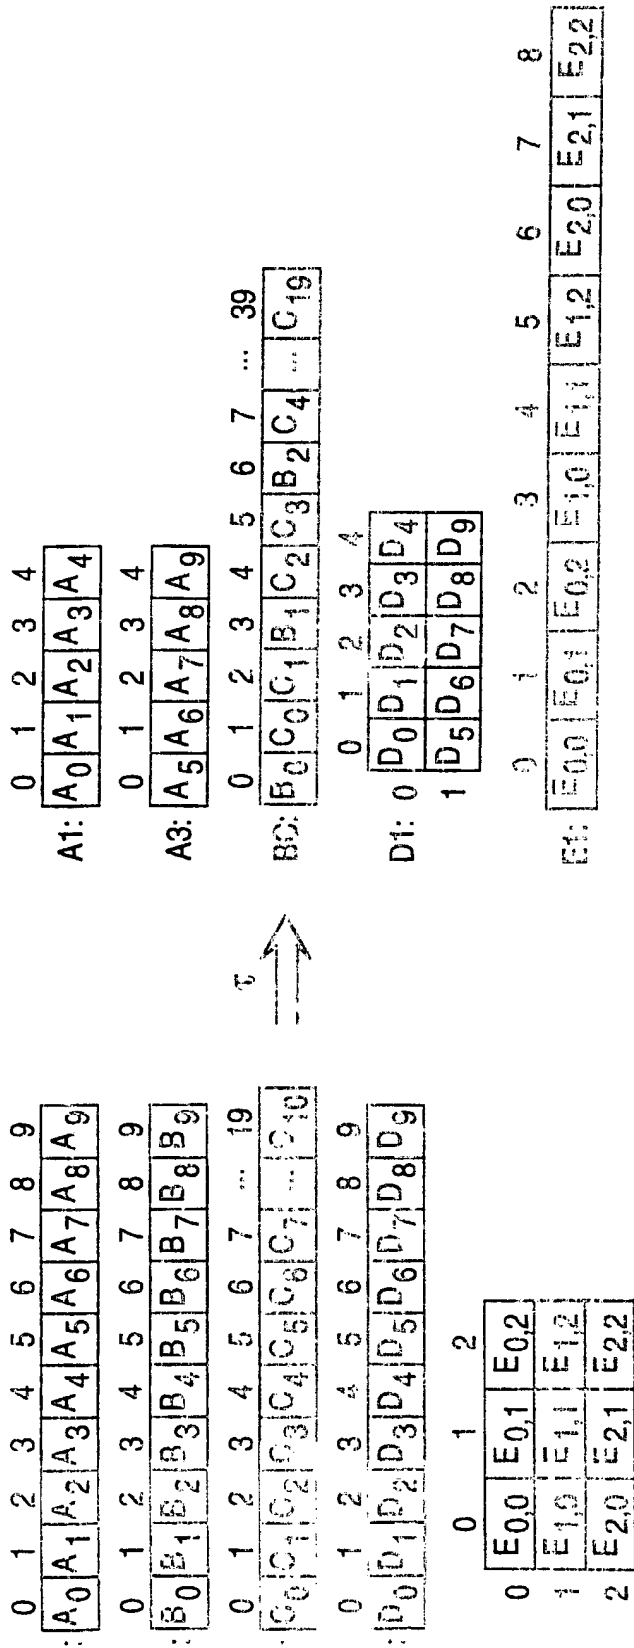 0 1 2 3 4 5 6 7 8 9
: A0 A1 A2 A3 A4 A5 A6 A7 A8 A9
0 1 2 3 4 5 6 7 8 9
: B0 B1 B2 B3 B4 B5 B6 B7 B8 B9
0 1 2 3 4 5 6 7 ... 19
: C0 C1 C2 C3 C4 C5 C6 C7 ...
0 1 2 3 4 5 6 7 8 9
: D0 D1 D2 D3 D4 D5 D6 D7 D8 D9
0 1 2
0 E0,0 E0,1 E0,2
1 E1,0 E1,1 E1,2
2 E2,0 E2,1 E2,2
τ
0 1 2 3 4
A1: A0 A1 A2 A3 A4
0 1 2 3 4
A3: A5 A6 A7 A8 A9
0 1 2 3 4 5 6 7 ... 39
BC: B0 C0 C1 B1 C2 C3 B2 C4 ... C19
0 1 2 3 4
D1: 0 D0 D1 D2 D3 D4
1 D5 D6 D7 D8 D9
0 1 2 3 4 5 6 7 8
E1: E0,0 E0,1 E0,2 E1,0 E1,1 E1,2 E2,0 E2,1 E2,2